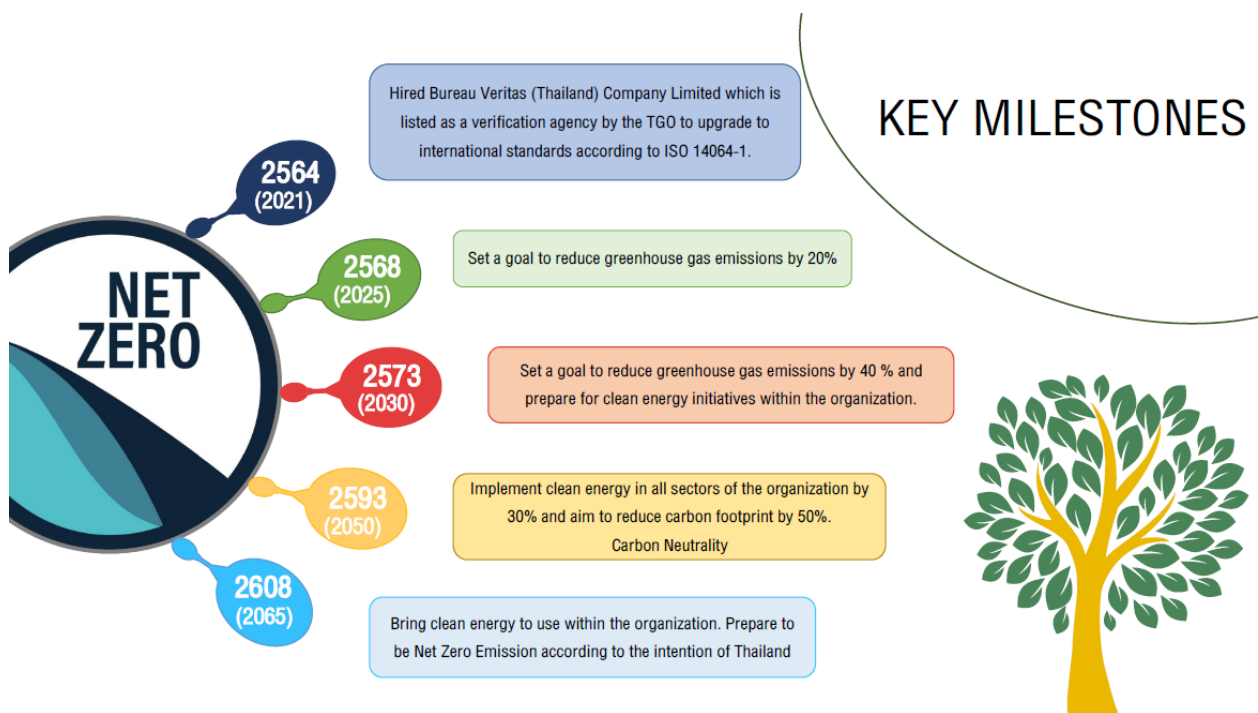 KEY MILESTONES
NET
ZERO
2564
(2021)
Hired Bureau Veritas (Thailand) Company Limited which is
listed as a verification agency by the TGO to upgrade to
international standards according to ISO 14064-1.
2568
(2025)
Set a goal to reduce greenhouse gas emissions by 20%
2573
(2030)
Set a goal to reduce greenhouse gas emissions by 40 % and
prepare for clean energy initiatives within the organization.
2593
(2050)
Implement clean energy in all sectors of the organization by
30% and aim to reduce carbon footprint by 50%.
Carbon Neutrality
2608
(2065)
Bring clean energy to use within the organization. Prepare to
be Net Zero Emission according to the intention of Thailand